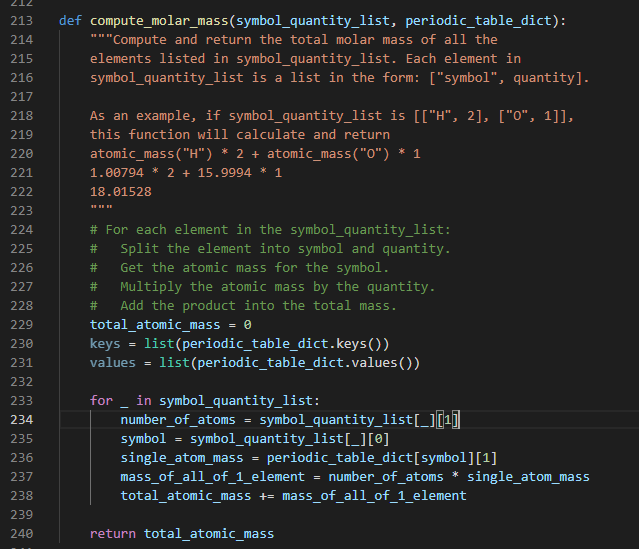 212
213 def compute_molar_mass(symbol_quantity_list, periodic_table_dict):
214     """Compute and return the total molar mass of all the
215     elements listed in symbol_quantity_list. Each element in
216     symbol_quantity_list is a list in the form: ["symbol", quantity].
217
218     As an example, if symbol_quantity_list is [["H", 2], ["O", 1]],
219     this function will calculate and return
220     atomic_mass("H") * 2 + atomic_mass("O") * 1
221     1.00794 * 2 + 15.9994 * 1
222     18.01528
223     """
224     # For each element in the symbol_quantity_list:
225     #   Split the element into symbol and quantity.
226     #   Get the atomic mass for the symbol.
227     #   Multiply the atomic mass by the quantity.
228     #   Add the product into the total mass.
229     total_atomic_mass = 0
230     keys = list(periodic_table_dict.keys())
231     values = list(periodic_table_dict.values())
232
233     for _ in symbol_quantity_list:
234         number_of_atoms = symbol_quantity_list[_][1]
235         symbol = symbol_quantity_list[_][0]
236         single_atom_mass = periodic_table_dict[symbol][1]
237         mass_of_all_of_1_element = number_of_atoms * single_atom_mass
238         total_atomic_mass += mass_of_all_of_1_element
239
240     return total_atomic_mass